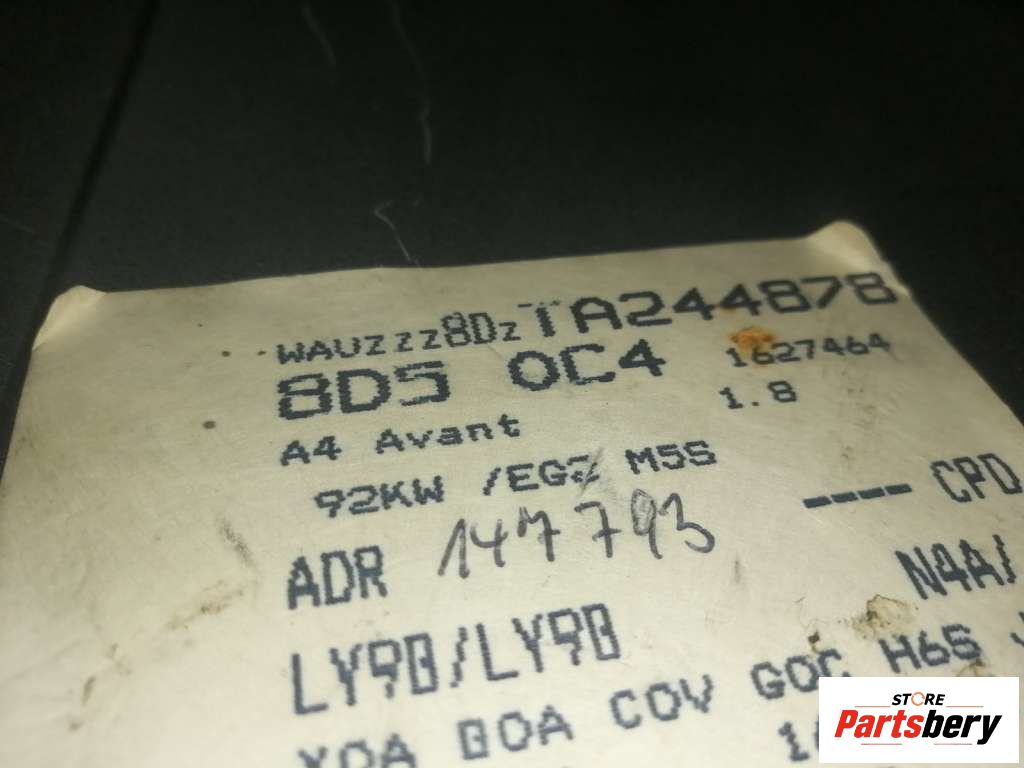 WAUZZZ8DZTA244878
8D5 0C4 1627464
A4 Avant 1.8
92KW /EGZ M5S
ADR 147793 ---- CPD
LY9B/LY9B N4A/
X0A B0A C0V G0C H6S
STORE
Partsbery